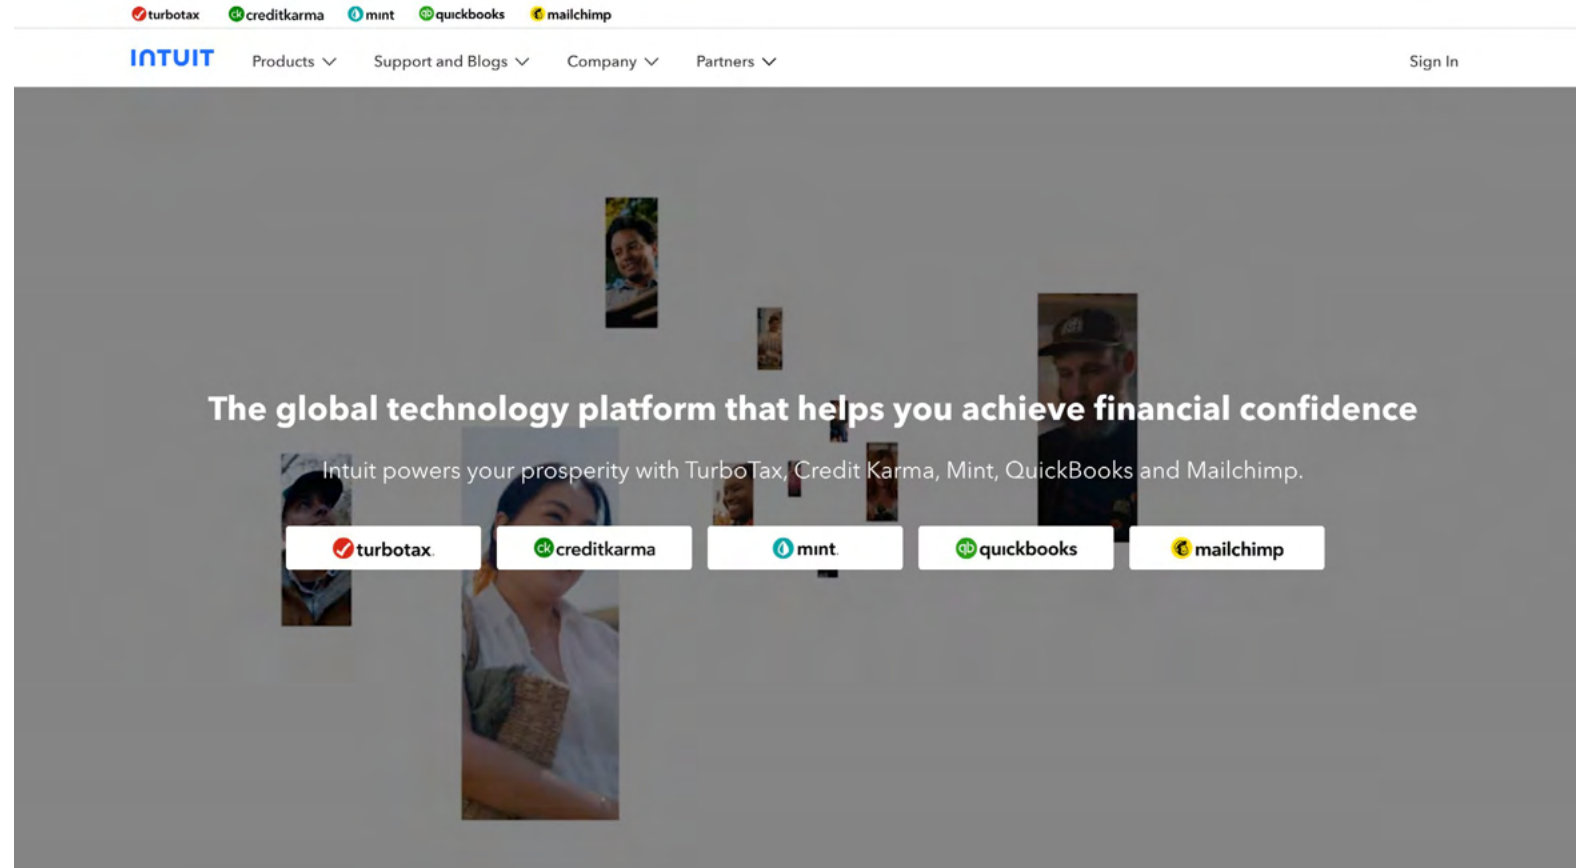 turbotax creditkarma mint quickbooks mailchimp
INTUIT Products Support and Blogs Company Partners Sign In
The global technology platform that helps you achieve financial confidence
Intuit powers your prosperity with TurboTax, Credit Karma, Mint, QuickBooks and Mailchimp.
turbotax. creditkarma mint. quickbooks mailchimp